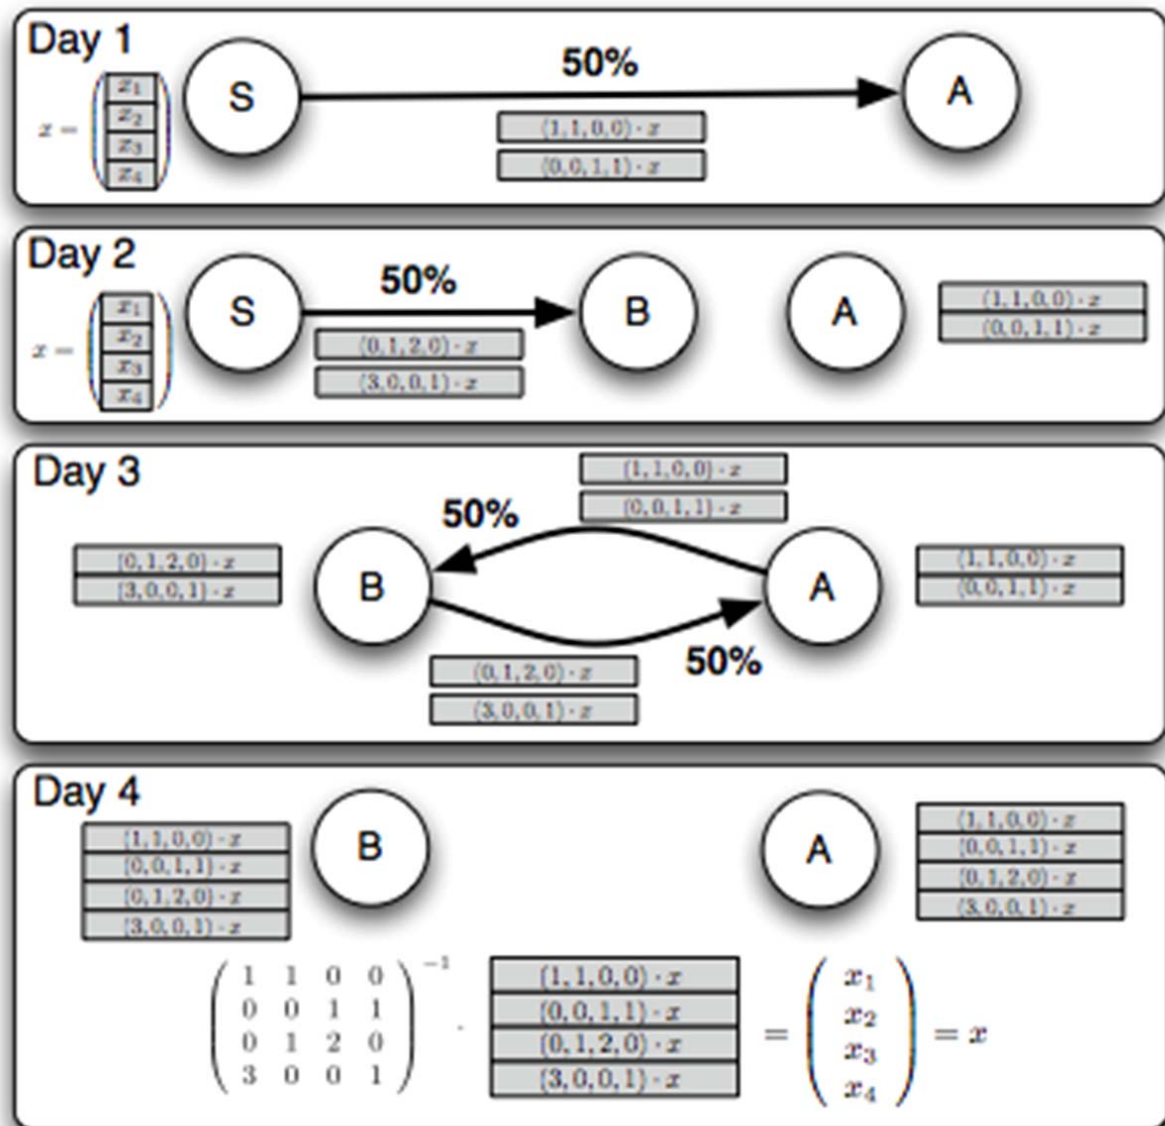 Day 1
50%
S
A
x =
x₁
x₂
x₃
x₄
(1,1,0,0) · x
(0,0,1,1) · x
Day 2
50%
S
B
A
x =
x₁
x₂
x₃
x₄
(0,1,2,0) · x
(3,0,0,1) · x
(1,1,0,0) · x
(0,0,1,1) · x
Day 3
(1,1,0,0) · x
(0,0,1,1) · x
50%
(0,1,2,0) · x
(3,0,0,1) · x
B
A
(1,1,0,0) · x
(0,0,1,1) · x
50%
(0,1,2,0) · x
(3,0,0,1) · x
Day 4
(1,1,0,0) · x
(0,0,1,1) · x
(0,1,2,0) · x
(3,0,0,1) · x
B
A
(1,1,0,0) · x
(0,0,1,1) · x
(0,1,2,0) · x
(3,0,0,1) · x
1 1 0 0
0 0 1 1
0 1 2 0
3 0 0 1
−1
·
(1,1,0,0) · x
(0,0,1,1) · x
(0,1,2,0) · x
(3,0,0,1) · x
=
x₁
x₂
x₃
x₄
= x